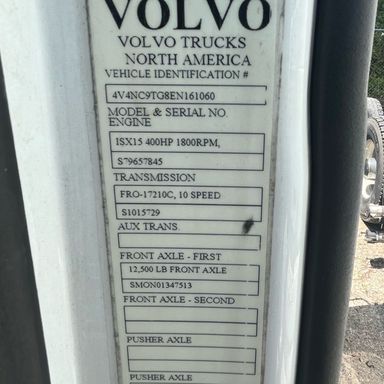 VOLVO
VOLVO TRUCKS
NORTH AMERICA
VEHICLE IDENTIFICATION #
4V4NC9TG8EN161060
MODEL & SERIAL NO.
ENGINE
ISX15 400HP 1800RPM,
S79657845
TRANSMISSION
FRO-17210C, 10 SPEED
S1015729
AUX TRANS.
FRONT AXLE - FIRST
12,500 LB FRONT AXLE
SMON01347513
FRONT AXLE - SECOND
PUSHER AXLE
PUSHER AXLE